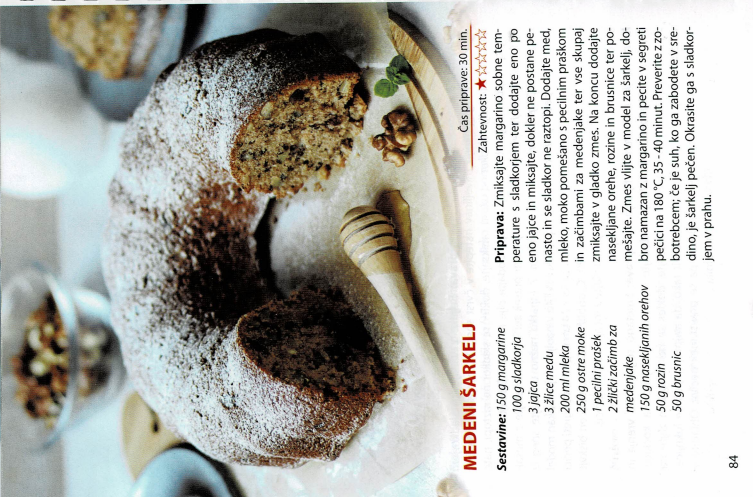 MEDENI ŠARKELJ
Čas priprave: 30 min.
Zahtevnost: ★☆☆☆☆
Sestavine: 150 g margarine
100 g sladkorja
3 jajca
3 žlice medu
200 ml mleka
250 g ostre moke
1 pecilni prašek
2 žlički začimb za
medenjake
150 g nasekljanih orehov
50 g rozin
50 g brusnic
Priprava: Zmiksajte margarino sobne tem-
perature s sladkorjem ter dodajte eno po
eno jajce in miksajte, dokler ne postane pe-
nasto in se sladkor ne raztopi. Dodajte med,
mleko, moko pomešano s pecilnim praškom
in začimbami za medenjake ter vse skupaj
zmiksajte v gladko zmes. Na koncu dodajte
nasekljane orehe, rozine in brusnice ter po-
mešajte. Zmes vlijte v model za šarkelj, do-
bro namazan z margarino in pecite v segreti
pečici na 180 °C, 35 - 40 minut. Preverite z zo-
botrebcem; če je suh, ko ga zabodete v sre-
dino, je šarkelj pečen. Okrasite ga s sladkor-
jem v prahu.
84